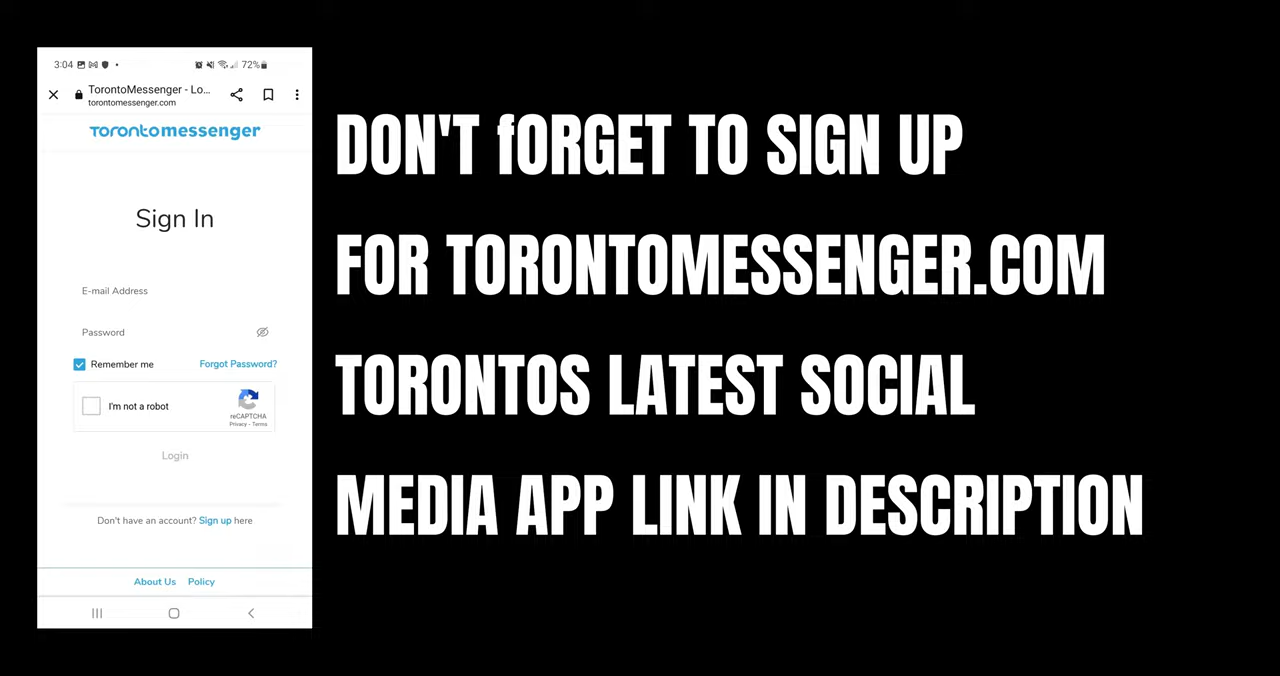 3:04
72%
TorontoMessenger - Lo...
torontomessenger.com
Torontomessenger
Sign In
E-mail Address
Password
Remember me
Forgot Password?
I'm not a robot
reCAPTCHA
Privacy - Terms
Login
Don't have an account? Sign up here
About Us
Policy
DON'T fORGET TO SIGN UP
FOR TORONTOMESSENGER.COM
TORONTOS LATEST SOCIAL
MEDIA APP LINK IN DESCRIPTION